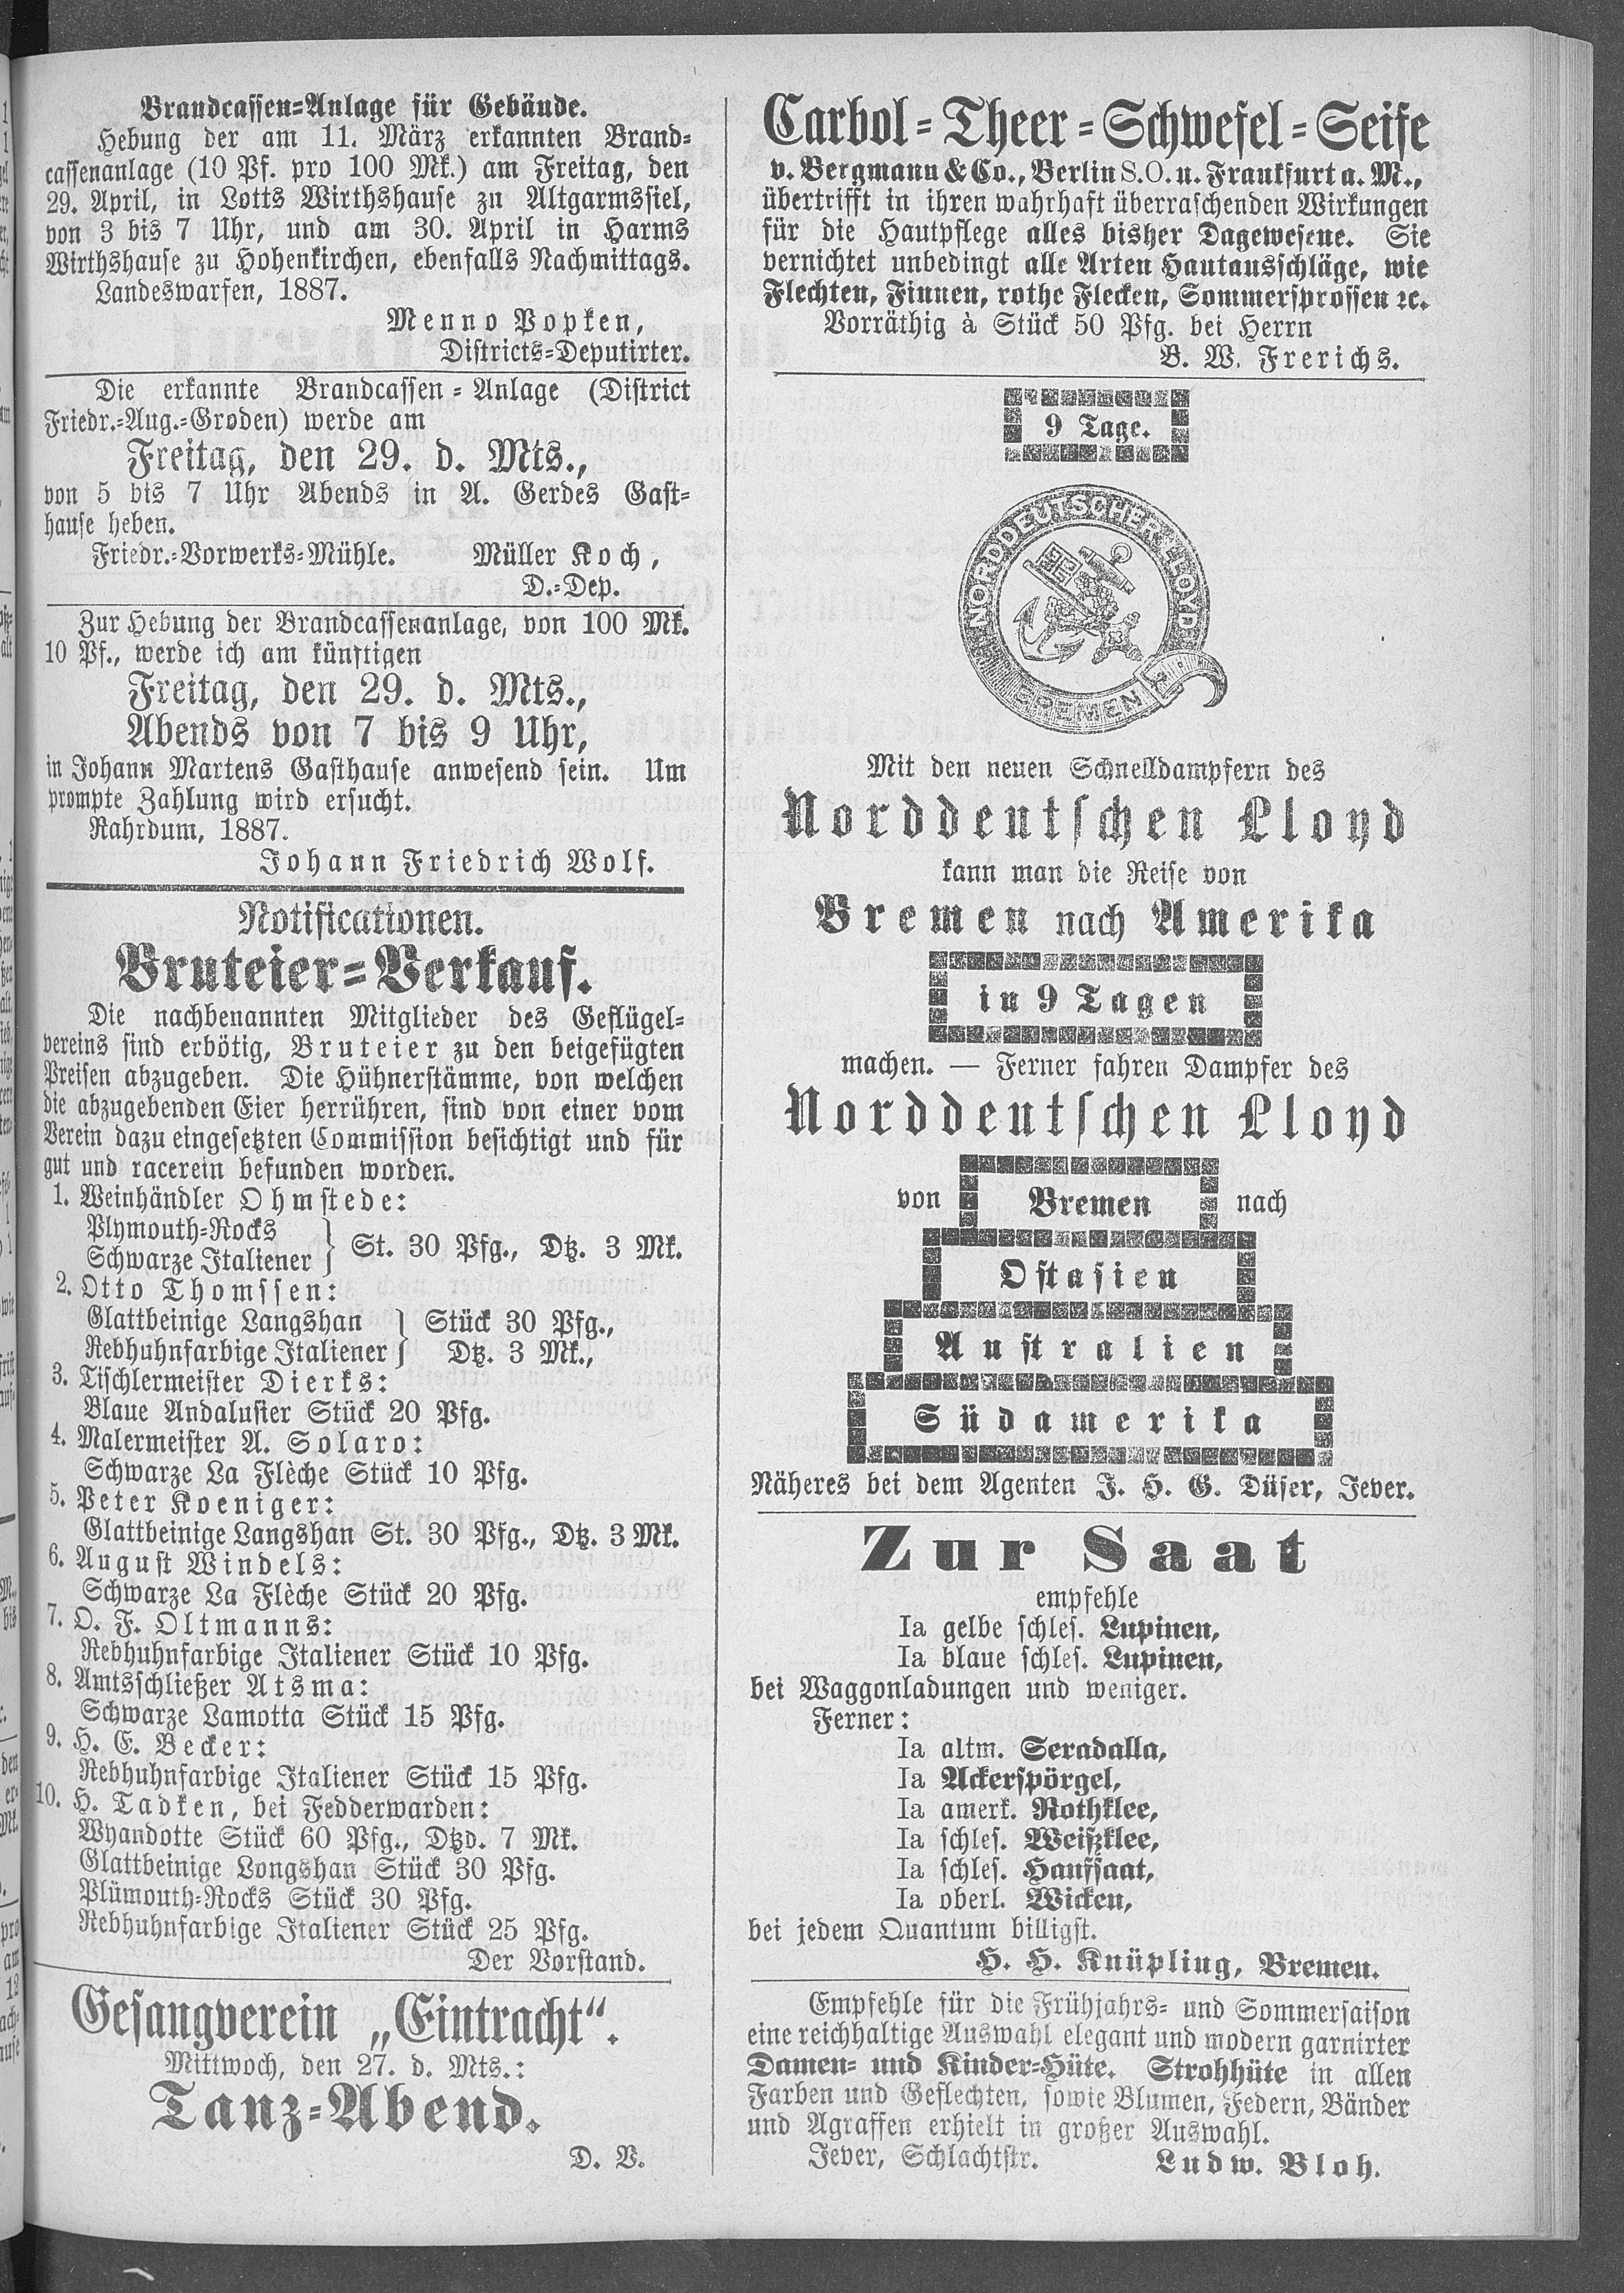 Brandcassen-Anlage für Gebäude.
Hebung der am 11. März erkannten Brand-
cassenanlage (10 Pf. pro 100 Mk.) am Freitag, den
29. April, in Lotts Wirthshause zu Altgarmssiel,
von 3 bis 7 Uhr, und am 30. April in Harms
Wirthshause zu Hohenkirchen, ebenfalls Nachmittags.
Landeswarfen, 1887.
Menno Popken,
Districts-Deputirter.
Die erkannte Brandcassen-Anlage (District
Friedr.-Aug.-Groden) werde am
Freitag, den 29. d. Mts.,
von 5 bis 7 Uhr Abends in A. Gerdes Gast-
hause heben.
Friedr.-Vorwerks-Mühle. Müller Koch,
D.-Dep.
Zur Hebung der Brandcassenanlage, von 100 Mk.
10 Pf., werde ich am künftigen
Freitag, den 29. d. Mts.,
Abends von 7 bis 9 Uhr,
in Johann Martens Gasthause anwesend sein. Um
prompte Zahlung wird ersucht.
Rahrdum, 1887.
Johann Friedrich Wolf.
Notificationen.
Bruteier-Verkauf.
Die nachbenannten Mitglieder des Geflügel-
vereins sind erbötig, Bruteier zu den beigefügten
Preisen abzugeben. Die Hühnerstämme, von welchen
die abzugebenden Eier herrühren, sind von einer vom
Verein dazu eingesetzten Commission besichtigt und für
gut und racerein befunden worden.
1. Weinhändler Ohmstede:
Plymouth-Rocks
Schwarze Italiener } St. 30 Pfg., Dtz. 3 Mk.
2. Otto Thomssen:
Glattbeinige Langshan } Stück 30 Pfg.,
Rebhuhnfarbige Italiener } Dtz. 3 Mk.,
3. Tischlermeister Dierks:
Blaue Andalusier Stück 20 Pfg.
4. Malermeister A. Solaro:
Schwarze La Flèche Stück 10 Pfg.
5. Peter Koeniger:
Glattbeinige Langshan St. 30 Pfg., Dtz. 3 Mk.
6. August Windels:
Schwarze La Flèche Stück 20 Pfg.
7. O. F. Oltmanns:
Rebhuhnfarbige Italiener Stück 10 Pfg.
8. Amtsschließer Atsma:
Schwarze Lamotta Stück 15 Pfg.
9. H. E. Becker:
Rebhuhnfarbige Italiener Stück 15 Pfg.
10. H. Tadken, bei Fedderwarden:
Wyandotte Stück 60 Pfg., Dtzd. 7 Mk.
Glattbeinige Longshan Stück 30 Pfg.
Plümouth-Rocks Stück 30 Pfg.
Rebhuhnfarbige Italiener Stück 25 Pfg.
Der Vorstand.
Gesangverein „Eintracht“.
Mittwoch, den 27. d. Mts.:
Tanz-Abend.
D. V.
Carbol-Theer-Schwefel-Seife
v. Bergmann & Co., Berlin S.O. u. Frankfurt a. M.,
übertrifft in ihren wahrhaft überraschenden Wirkungen
für die Hautpflege alles bisher Dagewesene. Sie
vernichtet unbedingt alle Arten Hautausschläge, wie
Flechten, Finnen, rothe Flecken, Sommersprossen ꝛc.
Vorräthig à Stück 50 Pfg. bei Herrn
B. W. Frerichs.
9 Tage.
NORDDEUTSCHER LLOYD
BREMEN
Mit den neuen Schnelldampfern des
Norddeutschen Lloyd
kann man die Reise von
Bremen nach Amerika
in 9 Tagen
machen. — Ferner fahren Dampfer des
Norddeutschen Lloyd
von Bremen nach
Ostasien
Australien
Südamerika
Näheres bei dem Agenten J. H. G. Düser, Jever.
Zur Saat
empfehle
Ia gelbe schles. Lupinen,
Ia blaue schles. Lupinen,
bei Waggonladungen und weniger.
Ferner:
Ia altm. Seradalla,
Ia Ackerspörgel,
Ia amerk. Rothklee,
Ia schles. Weißklee,
Ia schles. Hanfsaat,
Ia oberl. Wicken,
bei jedem Quantum billigst.
H. H. Knüpling, Bremen.
Empfehle für die Frühjahrs- und Sommersaison
eine reichhaltige Auswahl elegant und modern garnirter
Damen- und Kinder-Hüte. Strohhüte in allen
Farben und Geflechten, sowie Blumen, Federn, Bänder
und Agraffen erhielt in großer Auswahl.
Jever, Schlachtstr. Ludw. Bloh.